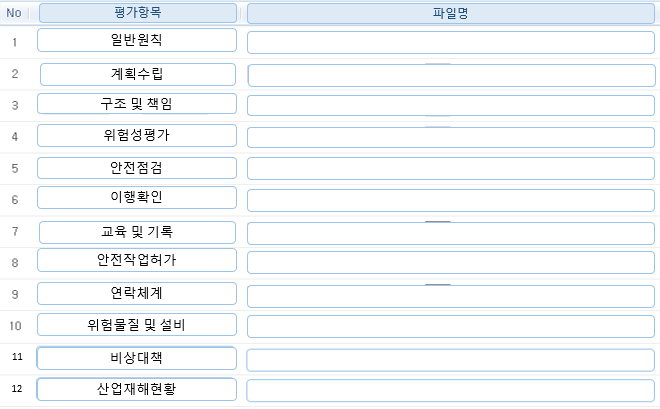 No 평가항목 파일명
1 일반원칙
2 계획수립
3 구조 및 책임
4 위험성평가
5 안전점검
6 이행확인
7 교육 및 기록
8 안전작업허가
9 연락체계
10 위험물질 및 설비
11 비상대책
12 산업재해현황